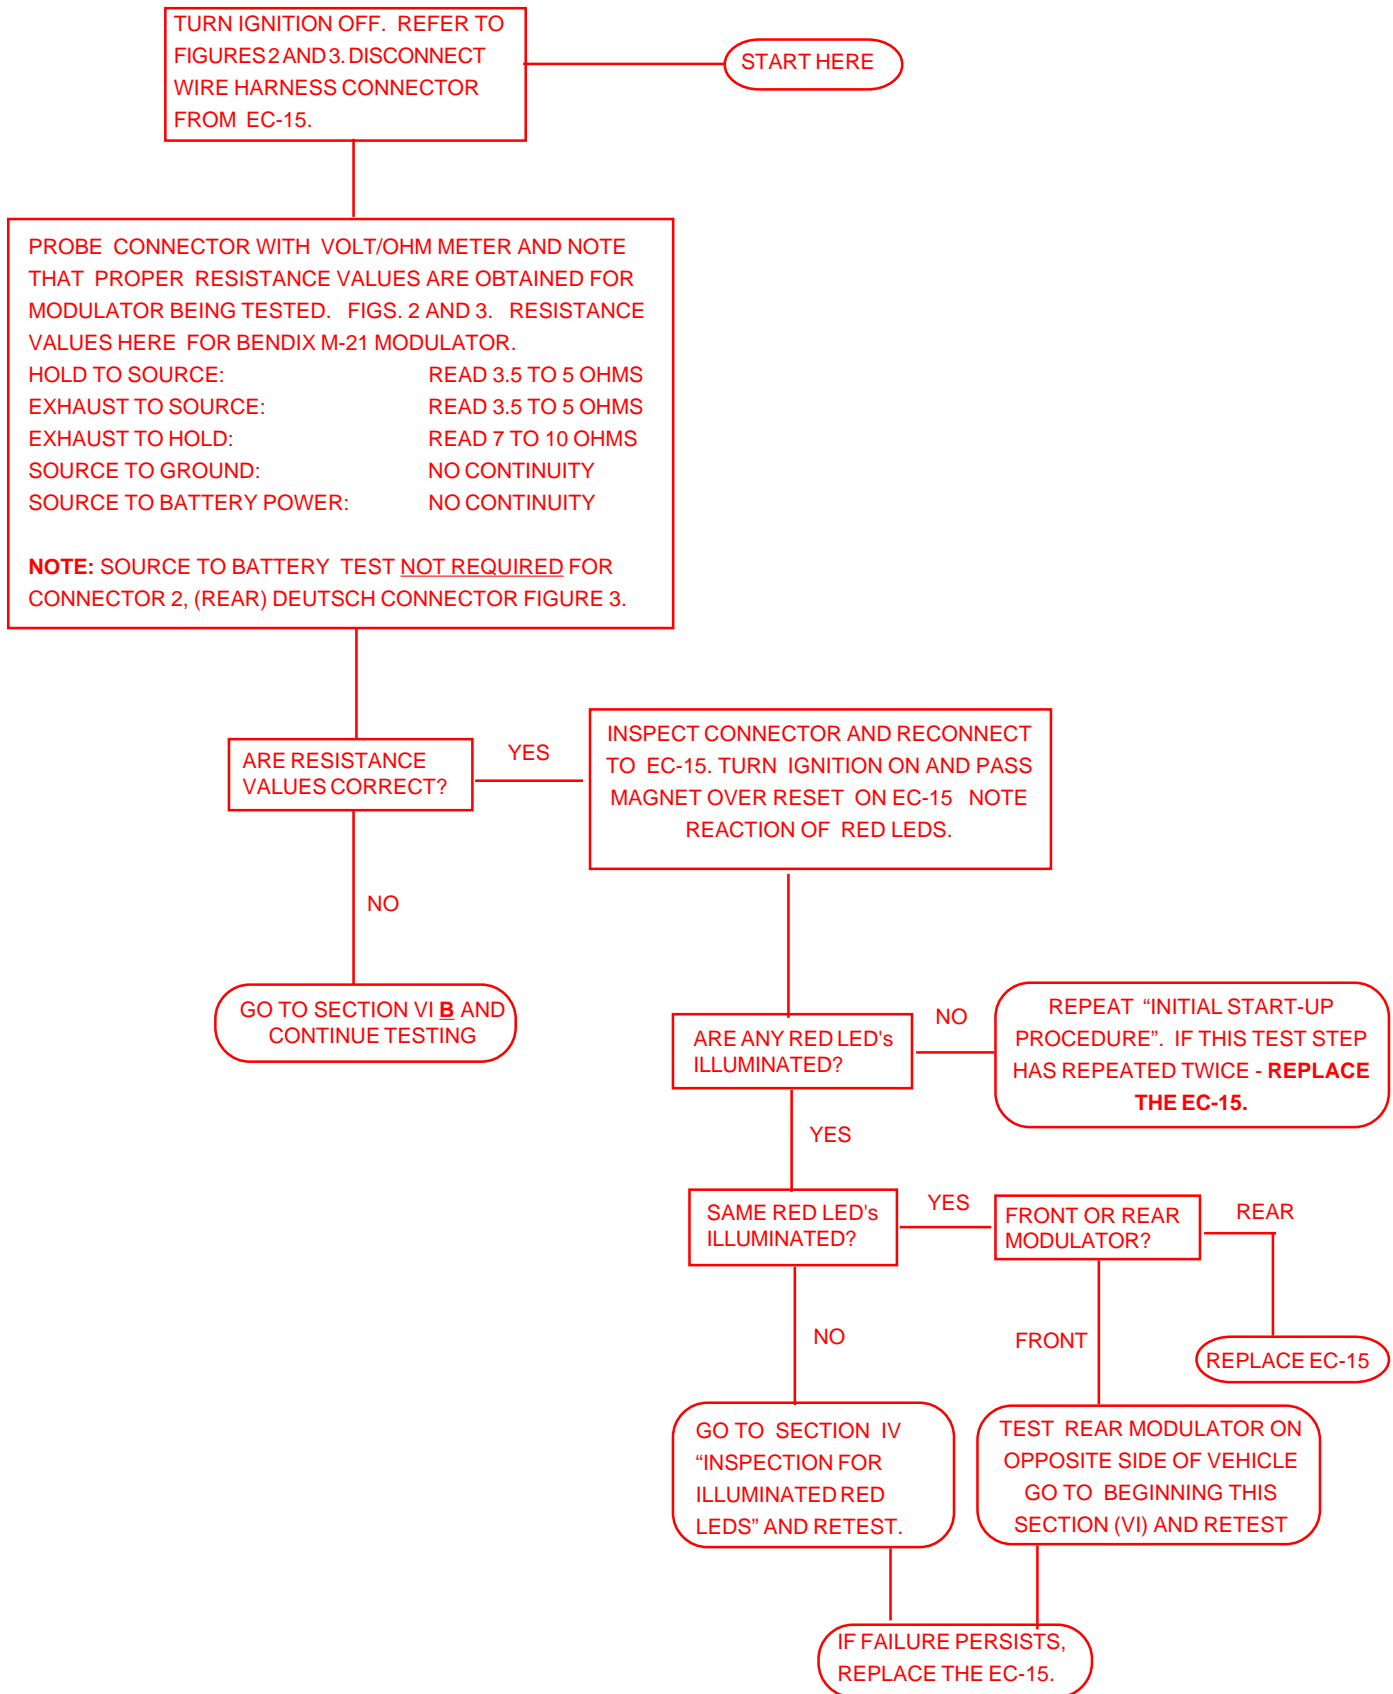 TURN IGNITION OFF. REFER TO
FIGURES 2 AND 3. DISCONNECT
WIRE HARNESS CONNECTOR
FROM EC-15.
START HERE
PROBE CONNECTOR WITH VOLT/OHM METER AND NOTE
THAT PROPER RESISTANCE VALUES ARE OBTAINED FOR
MODULATOR BEING TESTED. FIGS. 2 AND 3. RESISTANCE
VALUES HERE FOR BENDIX M-21 MODULATOR.
HOLD TO SOURCE: READ 3.5 TO 5 OHMS
EXHAUST TO SOURCE: READ 3.5 TO 5 OHMS
EXHAUST TO HOLD: READ 7 TO 10 OHMS
SOURCE TO GROUND: NO CONTINUITY
SOURCE TO BATTERY POWER: NO CONTINUITY
NOTE: SOURCE TO BATTERY TEST NOT REQUIRED FOR
CONNECTOR 2, (REAR) DEUTSCH CONNECTOR FIGURE 3.
ARE RESISTANCE
VALUES CORRECT?
YES
INSPECT CONNECTOR AND RECONNECT
TO EC-15. TURN IGNITION ON AND PASS
MAGNET OVER RESET ON EC-15 NOTE
REACTION OF RED LEDS.
NO
GO TO SECTION VI B AND
CONTINUE TESTING
ARE ANY RED LED's
ILLUMINATED?
NO
REPEAT “INITIAL START-UP
PROCEDURE”. IF THIS TEST STEP
HAS REPEATED TWICE - REPLACE
THE EC-15.
YES
SAME RED LED's
ILLUMINATED?
YES
FRONT OR REAR
MODULATOR?
REAR
NO
FRONT
REPLACE EC-15
GO TO SECTION IV
“INSPECTION FOR
ILLUMINATED RED
LEDS” AND RETEST.
TEST REAR MODULATOR ON
OPPOSITE SIDE OF VEHICLE
GO TO BEGINNING THIS
SECTION (VI) AND RETEST
IF FAILURE PERSISTS,
REPLACE THE EC-15.